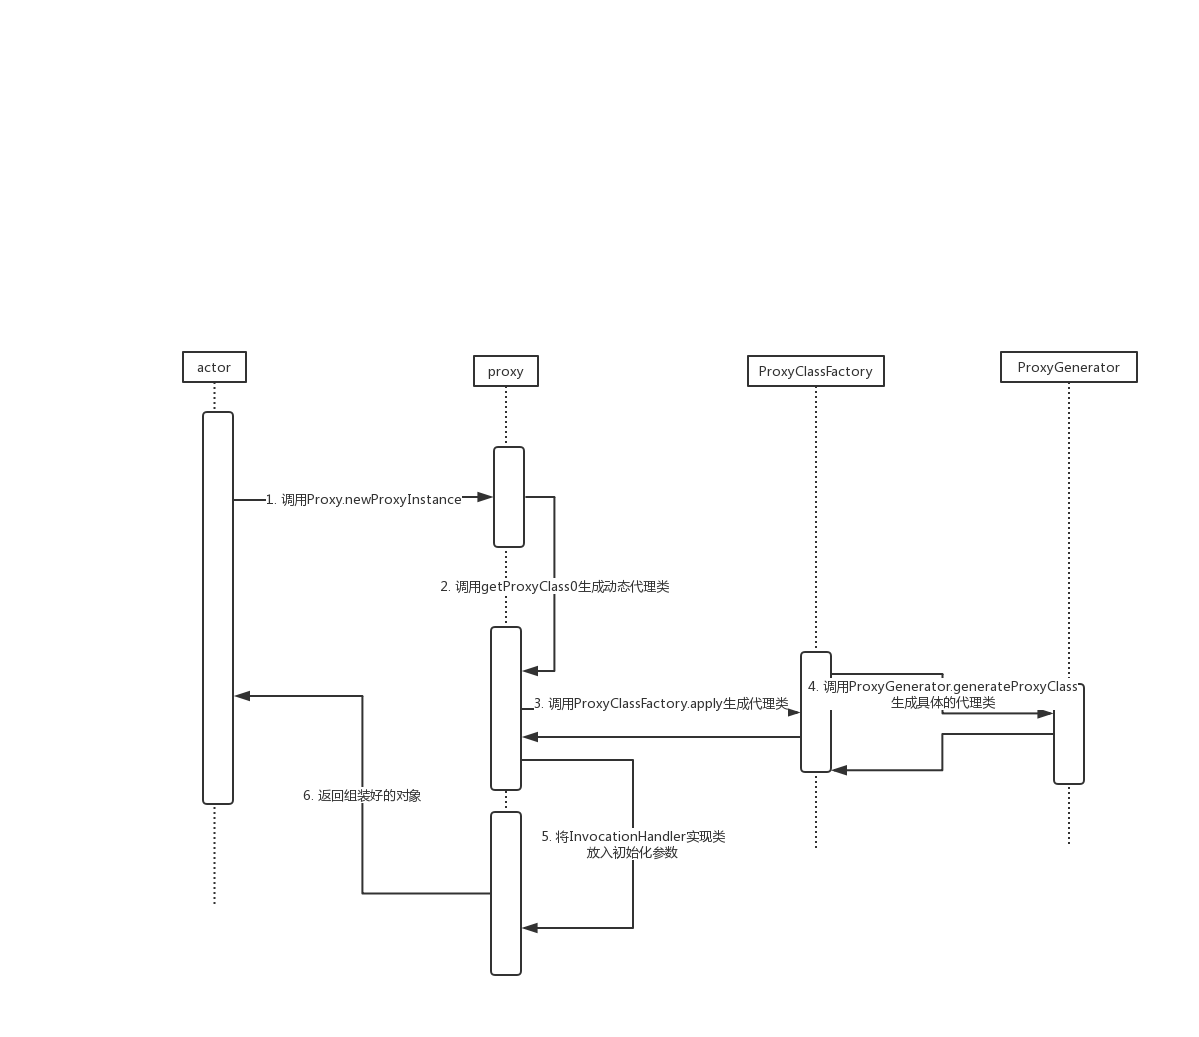 actor
proxy
ProxyClassFactory
ProxyGenerator
1. 调用Proxy.newProxyInstance
2. 调用getProxyClass0生成动态代理类
3. 调用ProxyClassFactory.apply生成代理类
4. 调用ProxyGenerator.generateProxyClass
生成具体的代理类
5. 将InvocationHandler实现类
放入初始化参数
6. 返回组装好的对象